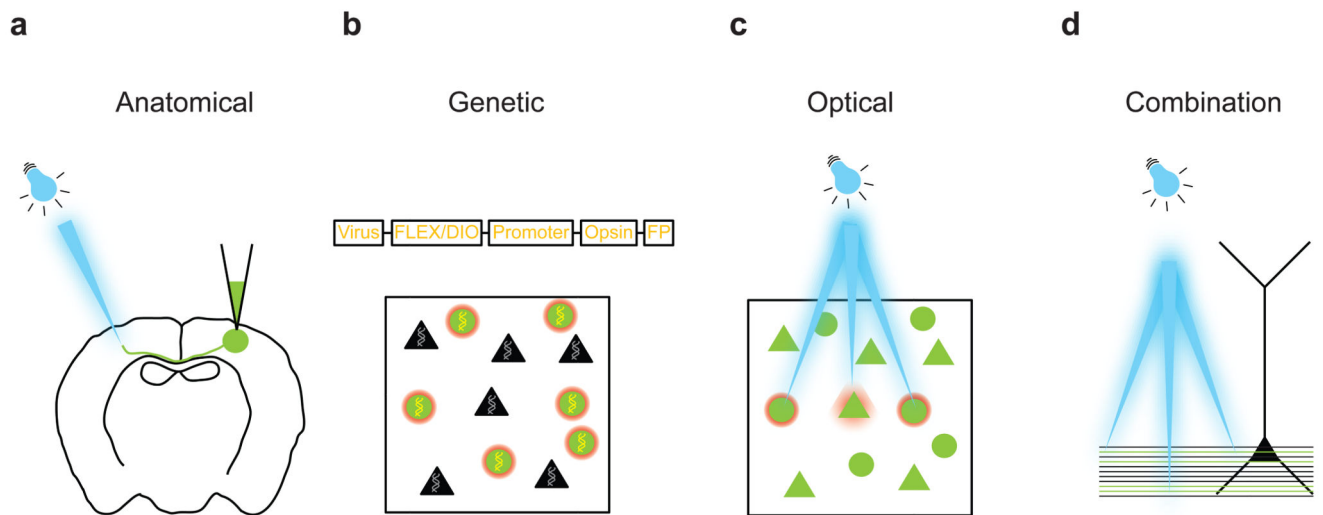 a
b
c
d
Anatomical
Genetic
Optical
Combination
Virus FLEX/DIO Promoter Opsin FP